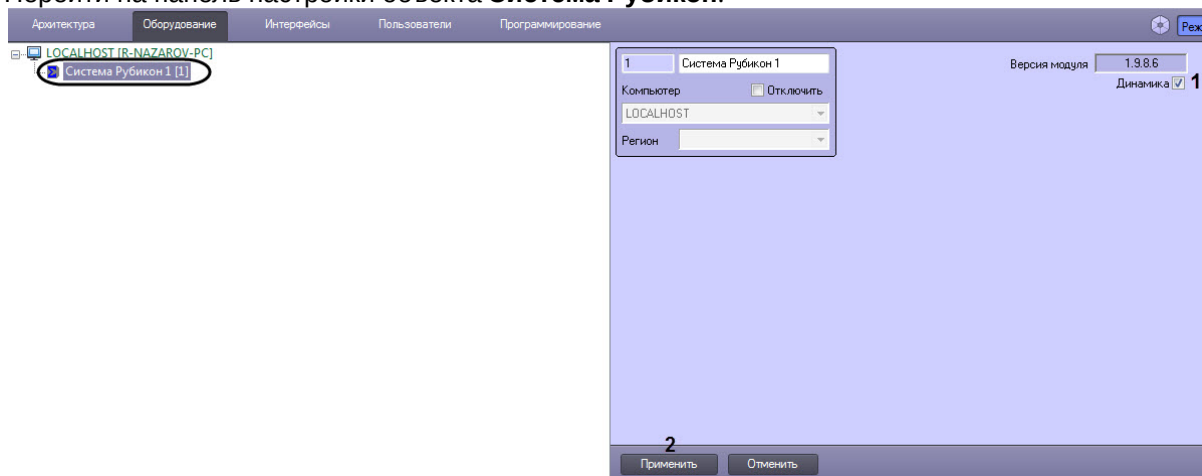 Перейти на панель настройки объекта Система Рубикон.
Архитектура Оборудование Интерфейсы Пользователи Программирование
LOCALHOST [R-NAZAROV-PC]
Система Рубикон 1 [1]
1 Система Рубикон 1
Компьютер Отключить
LOCALHOST
Регион
Версия модуля 1.9.8.6
Динамика 1
2
Применить Отменить